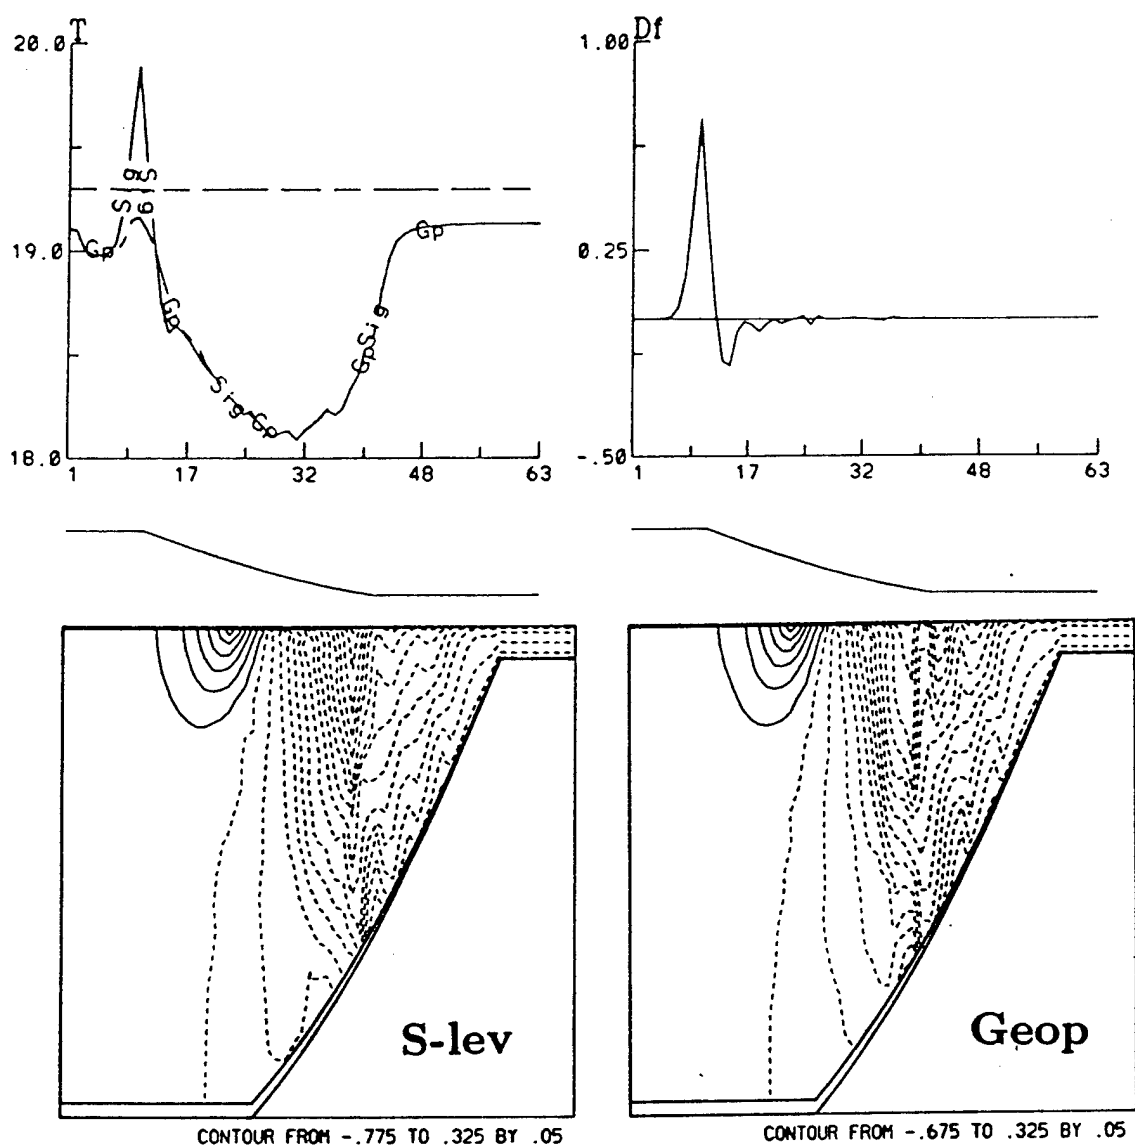 T
20.0
19.0
18.0
1 17 32 48 63
Gp
Sig
Sig
Gp
Sig
Gp
Gp
Sig
Gp
Df
1.00
0.25
-.50
1 17 32 48 63
S-lev
CONTOUR FROM -.775 TO .325 BY .05
Geop
CONTOUR FROM -.675 TO .325 BY .05